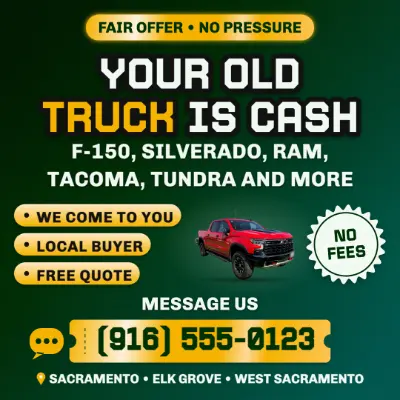 FAIR OFFER • NO PRESSURE
YOUR OLD
TRUCK IS CASH
F-150, SILVERADO, RAM,
TACOMA, TUNDRA AND MORE
• WE COME TO YOU
• LOCAL BUYER
• FREE QUOTE
NO
FEES
MESSAGE US
(916) 555-0123
SACRAMENTO • ELK GROVE • WEST SACRAMENTO